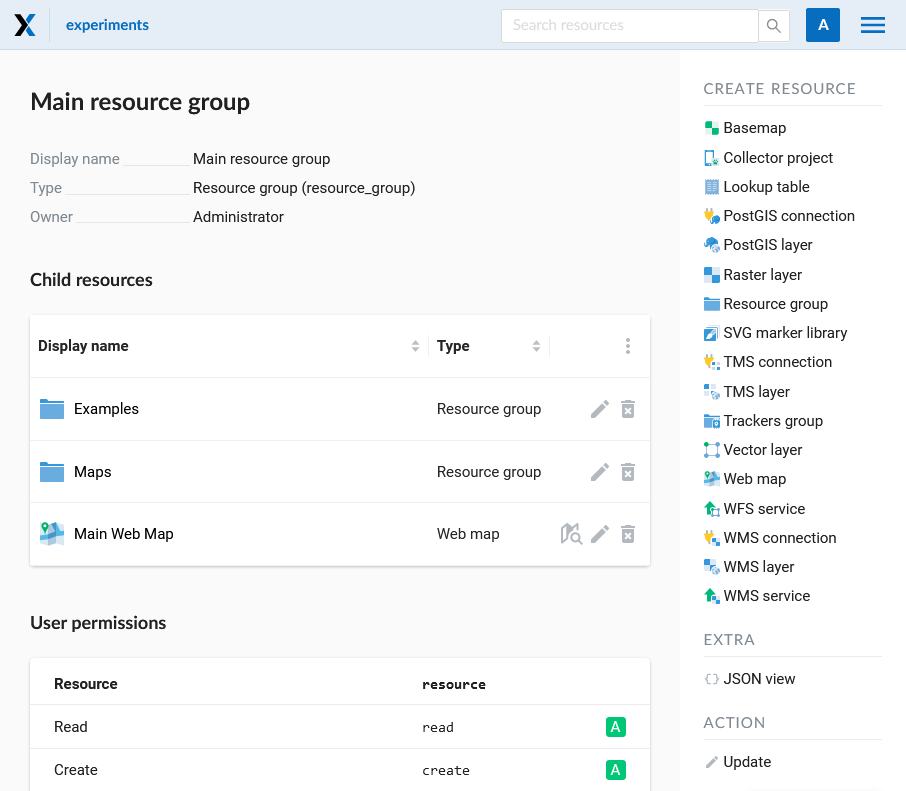 experiments
Search resources
A
Main resource group
Display name Main resource group
Type Resource group (resource_group)
Owner Administrator
Child resources
Display name Type
Examples Resource group
Maps Resource group
Main Web Map Web map
User permissions
Resource resource
Read read A
Create create A
CREATE RESOURCE
Basemap
Collector project
Lookup table
PostGIS connection
PostGIS layer
Raster layer
Resource group
SVG marker library
TMS connection
TMS layer
Trackers group
Vector layer
Web map
WFS service
WMS connection
WMS layer
WMS service
EXTRA
JSON view
ACTION
Update